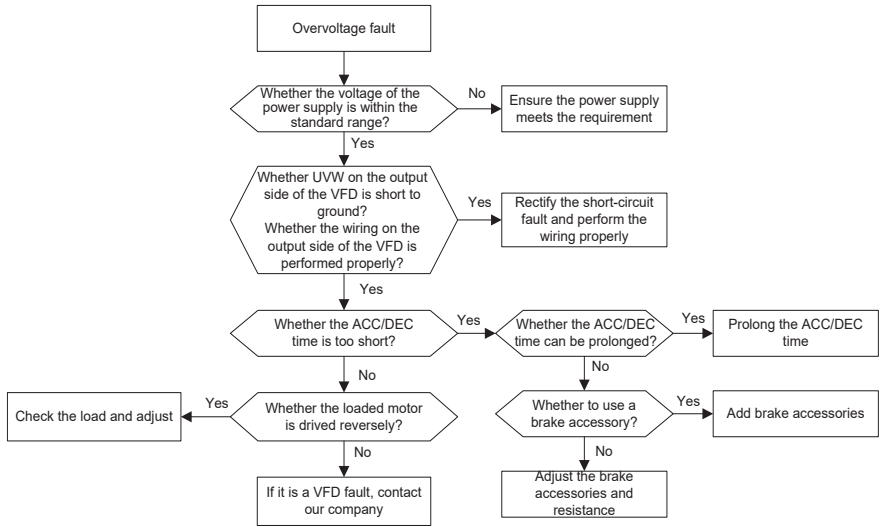 Overvoltage fault
Whether the voltage of the
power supply is within the
standard range?
No
Ensure the power supply
meets the requirement
Yes
Whether UVW on the output
side of the VFD is short to
ground?
Whether the wiring on the
output side of the VFD is
performed properly?
Yes
Rectify the short-circuit
fault and perform the
wiring properly
Yes
Whether the ACC/DEC
time is too short?
Yes
Whether the ACC/DEC
time can be prolonged?
Yes
Prolong the ACC/DEC
time
No
No
Check the load and adjust
Yes
Whether the loaded motor
is drived reversely?
Whether to use a
brake accessory?
Yes
Add brake accessories
No
No
If it is a VFD fault, contact
our company
Adjust the brake
accessories and
resistance